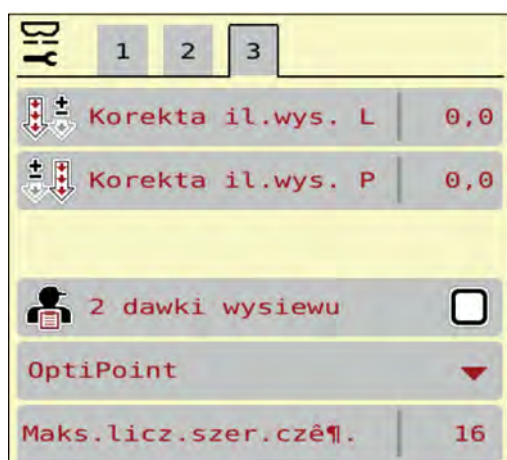 1 2 3
Korekta il.wys. L 0,0
Korekta il.wys. P 0,0
2 dawki wysiewu
OptiPoint
Maks.licz.szer.czê¶. 16